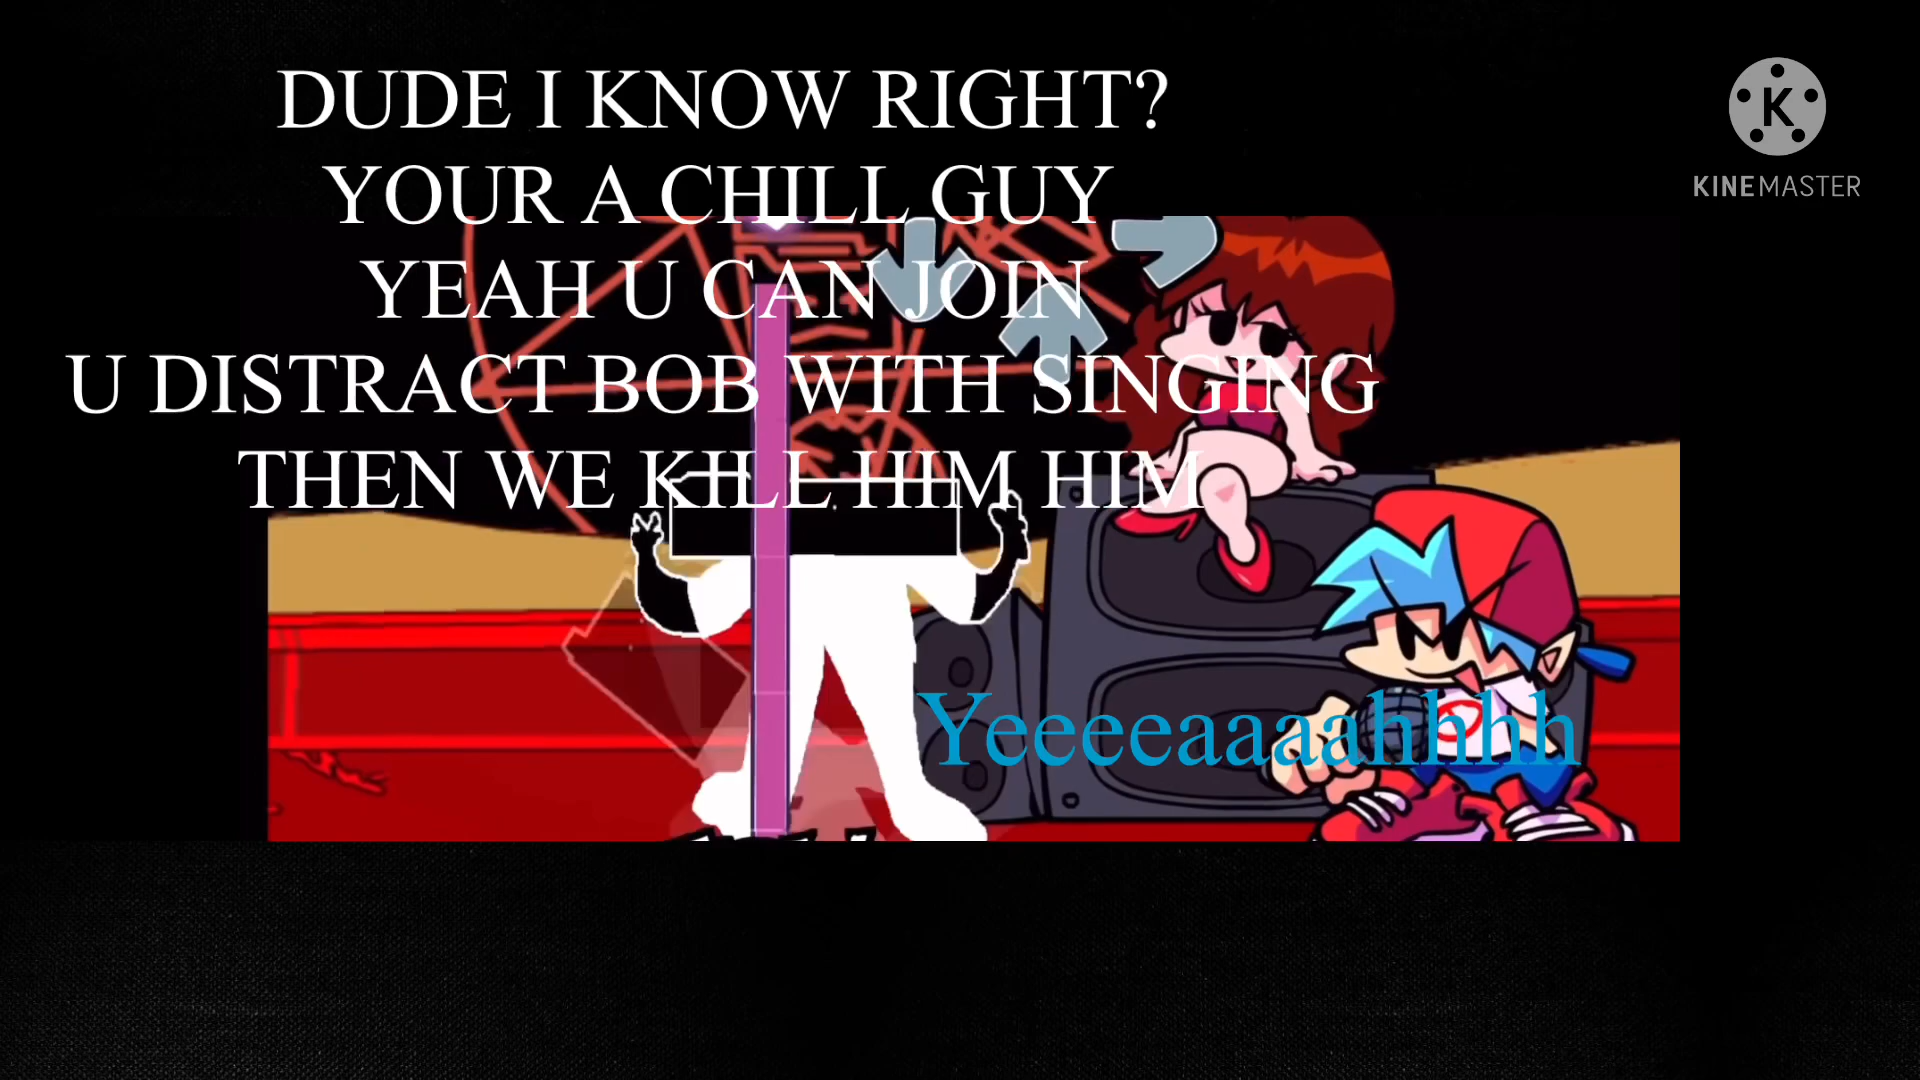 DUDE I KNOW RIGHT?
YOUR A CHILL GUY
YEAH U CAN JOIN
U DISTRACT BOB WITH SINGING
THEN WE KILL HIM HIM
Yeeeeaaaahhhh
K
KINEMASTER